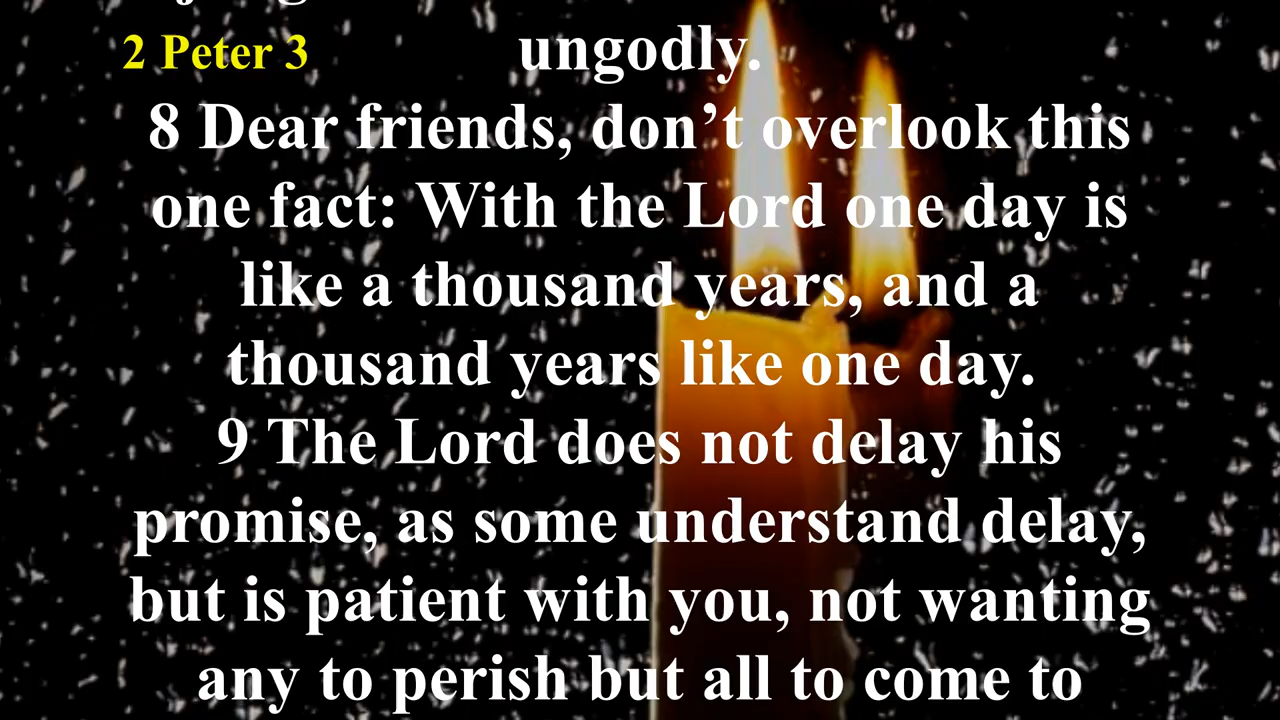 2 Peter 3
ungodly.
8 Dear friends, don’t overlook this
one fact: With the Lord one day is
like a thousand years, and a
thousand years like one day.
9 The Lord does not delay his
promise, as some understand delay,
but is patient with you, not wanting
any to perish but all to come to